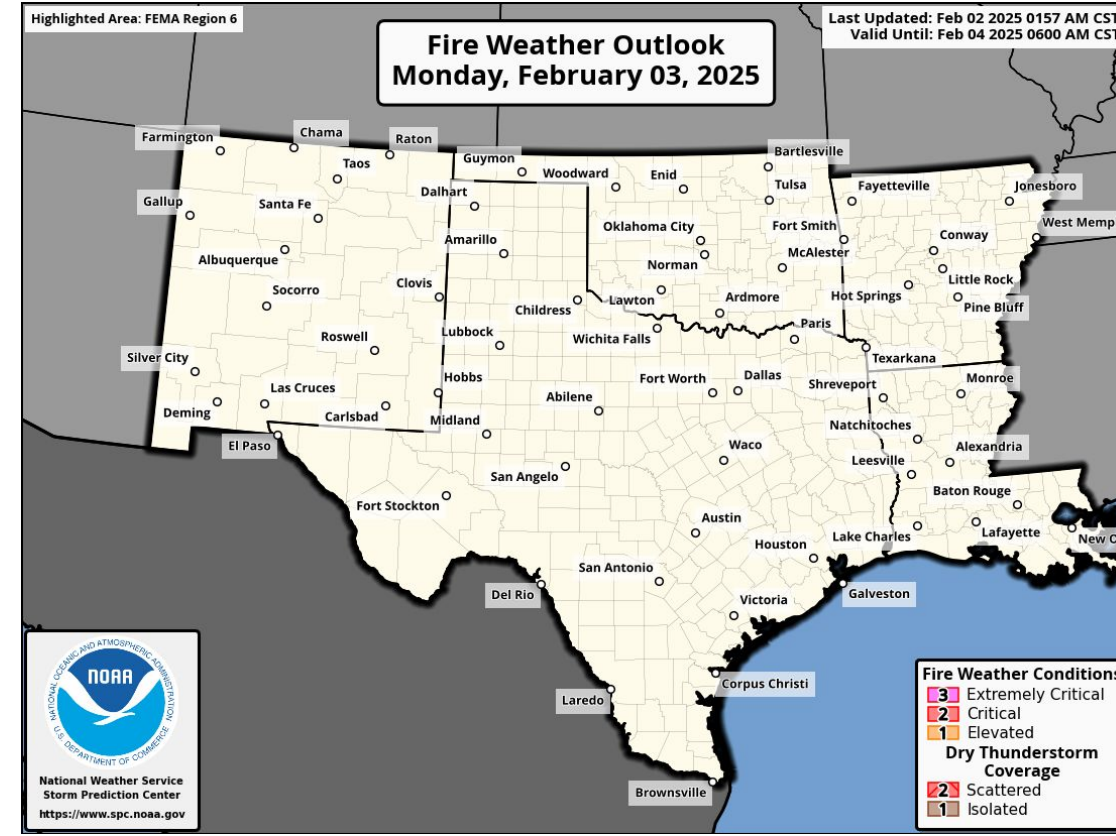 Highlighted Area: FEMA Region 6
Last Updated: Feb 02 2025 0157 AM CST
Valid Until: Feb 04 2025 0600 AM CST
Fire Weather Outlook
Monday, February 03, 2025
Farmington
Chama
Raton
Taos
Guymon
Woodward
Enid
Bartlesville
Tulsa
Fayetteville
Jonesboro
Gallup
Santa Fe
Dalhart
Oklahoma City
Fort Smith
West Memp
Albuquerque
Amarillo
Norman
McAlester
Conway
Socorro
Clovis
Childress
Lawton
Ardmore
Hot Springs
Little Rock
Pine Bluff
Roswell
Lubbock
Wichita Falls
Paris
Texarkana
Silver City
Las Cruces
Hobbs
Abilene
Fort Worth
Dallas
Shreveport
Monroe
Deming
Carlsbad
Midland
Natchitoches
El Paso
San Angelo
Waco
Leesville
Alexandria
Fort Stockton
Austin
Baton Rouge
Houston
Lake Charles
Lafayette
New O
Del Rio
San Antonio
Galveston
Victoria
Laredo
Corpus Christi
Brownsville
NATIONAL OCEANIC AND ATMOSPHERIC ADMINISTRATION
NOAA
U.S. DEPARTMENT OF COMMERCE
National Weather Service
Storm Prediction Center
https://www.spc.noaa.gov
Fire Weather Conditions
3 Extremely Critical
2 Critical
1 Elevated
Dry Thunderstorm
Coverage
2 Scattered
1 Isolated